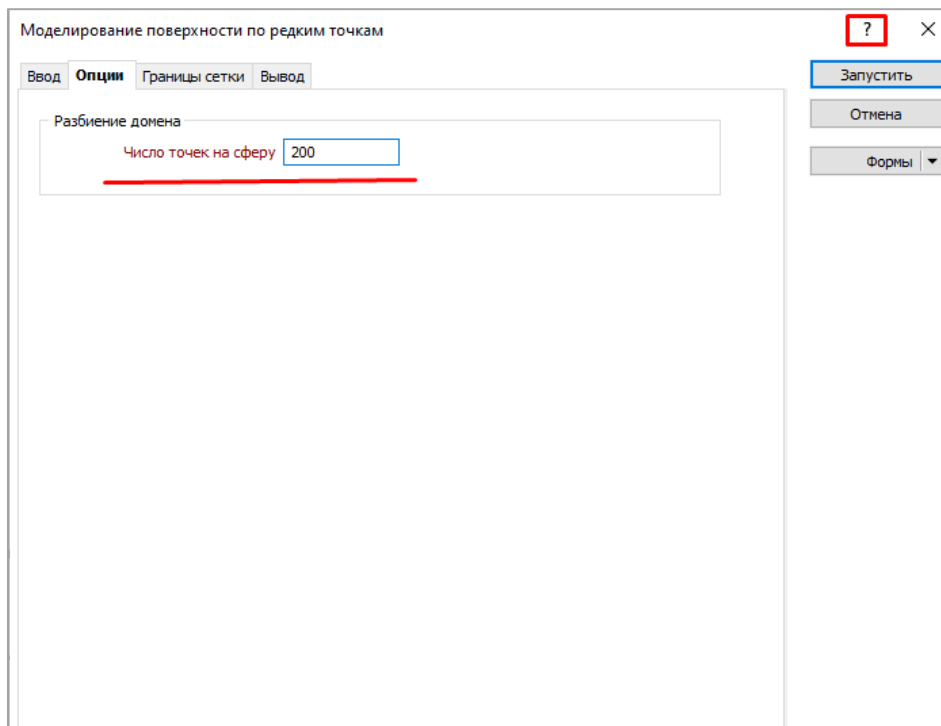 Моделирование поверхности по редким точкам ?
Ввод Опции Границы сетки Вывод
Запустить
Отмена
Формы
Разбиение домена
Число точек на сферу 200